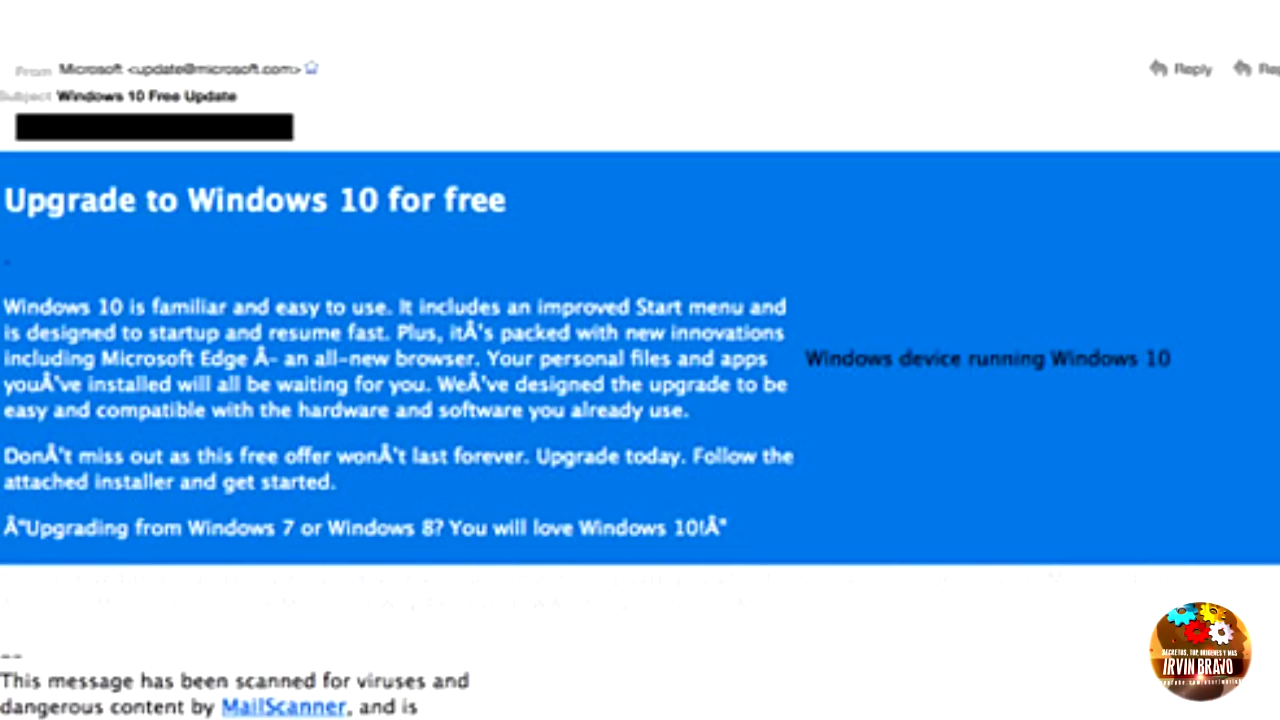 From Microsoft <update@microsoft.com>
Reply
Subject Windows 10 Free Update
Upgrade to Windows 10 for free
Windows 10 is familiar and easy to use. It includes an improved Start menu and
is designed to startup and resume fast. Plus, itÂ's packed with new innovations
including Microsoft Edge Â- an all-new browser. Your personal files and apps
youÂ've installed will all be waiting for you. WeÂ've designed the upgrade to be
easy and compatible with the hardware and software you already use.
Windows device running Windows 10
DonÂ't miss out as this free offer wonÂ't last forever. Upgrade today. Follow the
attached installer and get started.
Â"Upgrading from Windows 7 or Windows 8? You will love Windows 10!Â"
--
This message has been scanned for viruses and
dangerous content by MailScanner, and is
SECRETOS, TOP, ORIGENES Y MAS
IRVIN BRAVO